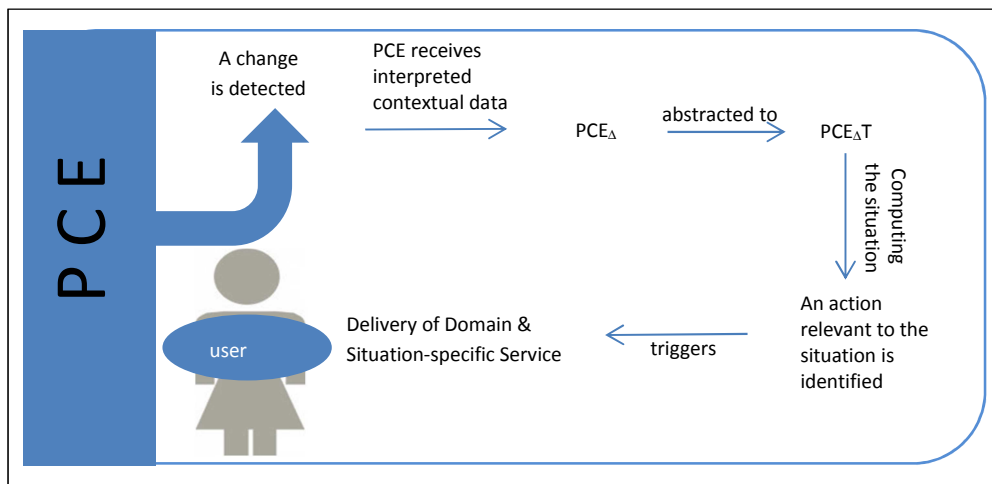 P C E
A change
is detected
PCE receives
interpreted
contextual data
PCE∆
abstracted to
PCE∆T
Computing
the situation
An action
relevant to the
situation is
identified
triggers
Delivery of Domain &
Situation-specific Service
user